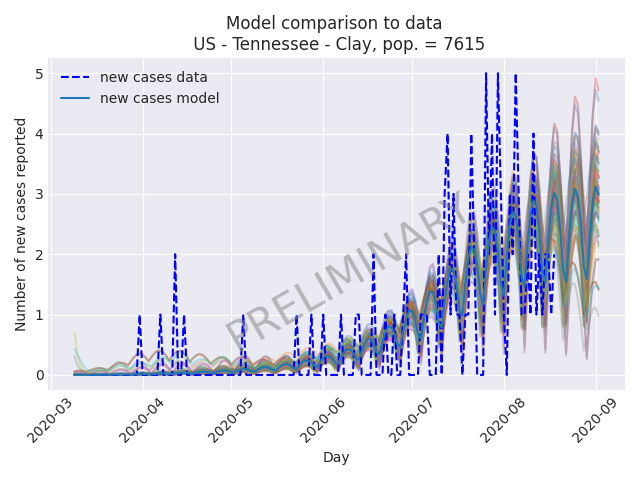 Model comparison to data
US - Tennessee - Clay, pop. = 7615
new cases data
new cases model
5
4
3
2
1
0
Number of new cases reported
PRELIMINARY
2020-03
2020-04
2020-05
2020-06
2020-07
2020-08
2020-09
Day